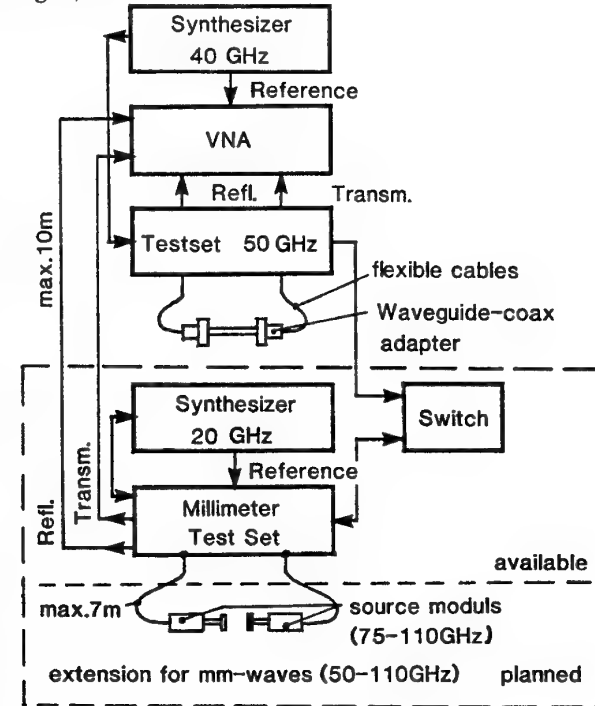 Synthesizer
40 GHz
Reference
VNA
Refl.
Transm.
Testset 50 GHz
max.10m
flexible cables
Waveguide-coax
adapter
Synthesizer
20 GHz
Switch
Reference
Refl.
Transm.
Millimeter
Test Set
available
max.7m
source moduls
(75-110GHz)
extension for mm-waves (50-110GHz) planned